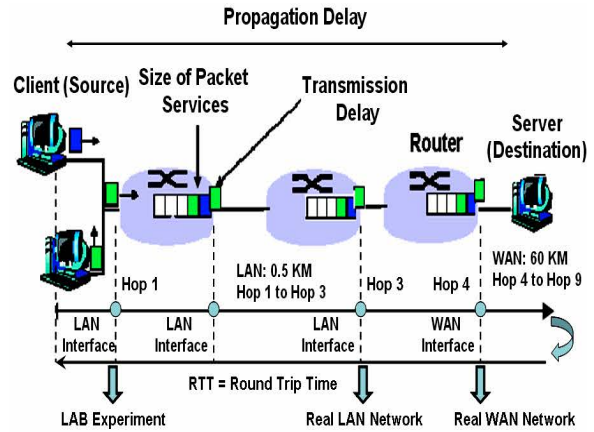 Propagation Delay
Client (Source)
Size of Packet
Services
Transmission
Delay
Router
Server
(Destination)
Hop 1
LAN: 0.5 KM
Hop 1 to Hop 3
Hop 3
Hop 4
WAN: 60 KM
Hop 4 to Hop 9
LAN
Interface
LAN
Interface
LAN
Interface
WAN
Interface
RTT = Round Trip Time
LAB Experiment
Real LAN Network
Real WAN Network